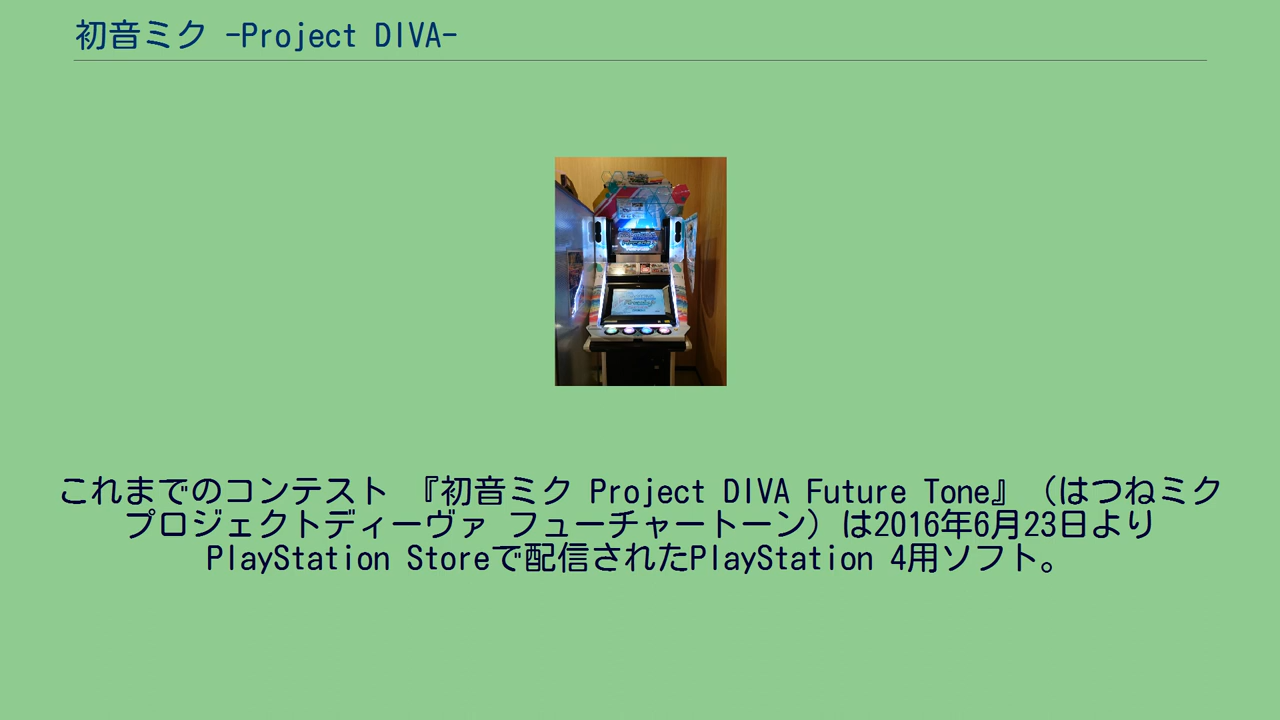 初音ミク -Project DIVA-
これまでのコンテスト 『初音ミク Project DIVA Future Tone』（はつねミク
プロジェクトディーヴァ フューチャートーン）は2016年6月23日より
PlayStation Storeで配信されたPlayStation 4用ソフト。